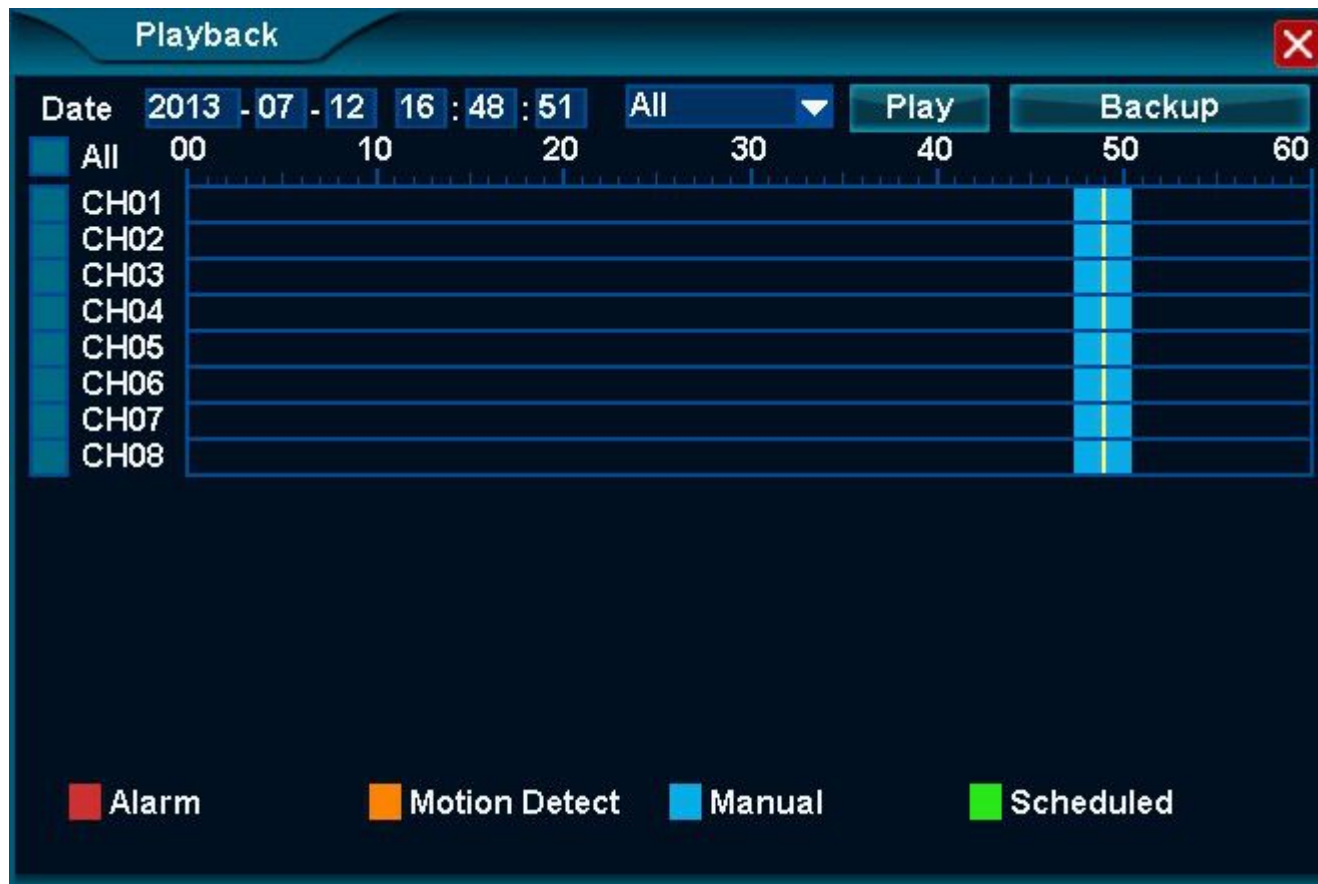 Playback
Date 2013 - 07 - 12 16 : 48 : 51 All Play Backup
All 00 10 20 30 40 50 60
CH01
CH02
CH03
CH04
CH05
CH06
CH07
CH08
Alarm Motion Detect Manual Scheduled